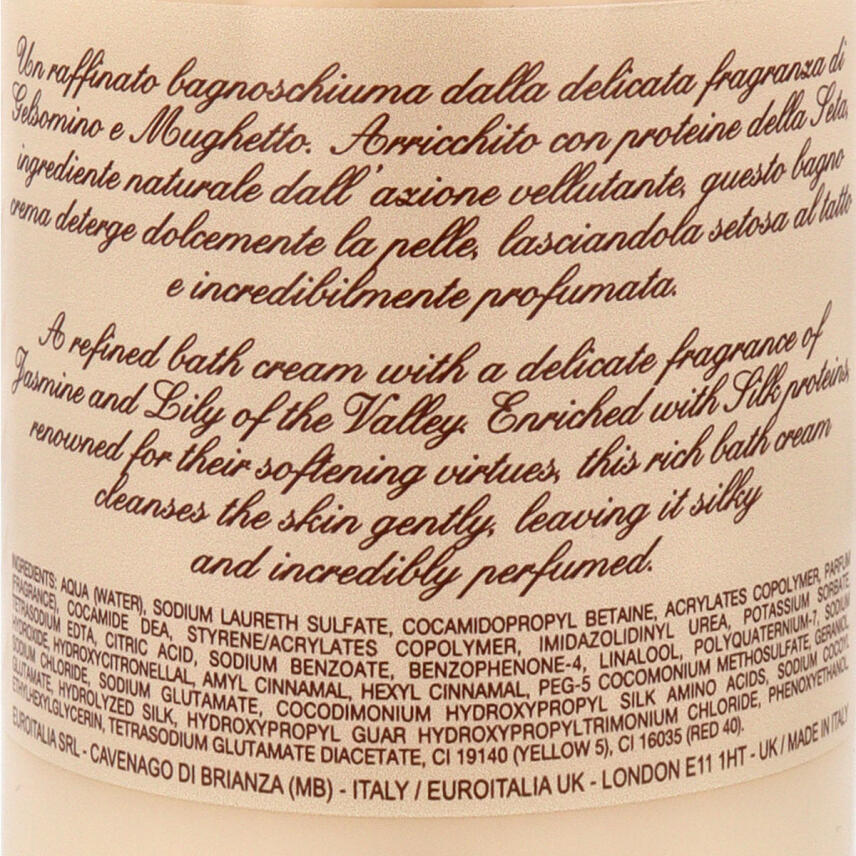 Un raffinato bagnoschiuma dalla delicata fragranza di
Gelsomino e Mughetto. Arricchito con proteine della Seta,
ingrediente naturale dall'azione vellutante, questo bagno
crema deterge dolcemente la pelle, lasciandola setosa al tatto
e incredibilmente profumata.
A refined bath cream with a delicate fragrance of
Jasmine and Lily of the Valley. Enriched with Silk proteins,
renowned for their softening virtues, this rich bath cream
cleanses the skin gently, leaving it silky
and incredibly perfumed.
INGREDIENTS: AQUA (WATER), SODIUM LAURETH SULFATE, COCAMIDOPROPYL BETAINE, ACRYLATES COPOLYMER, PARFUM
(FRAGRANCE), COCAMIDE DEA, STYRENE/ACRYLATES COPOLYMER, IMIDAZOLIDINYL UREA, POTASSIUM SORBATE,
TETRASODIUM EDTA, CITRIC ACID, SODIUM BENZOATE, BENZOPHENONE-4, LINALOOL, POLYQUATERNIUM-7, SODIUM
HYDROXIDE, HYDROXYCITRONELLAL, AMYL CINNAMAL, HEXYL CINNAMAL, PEG-5 COCOMONIUM METHOSULFATE, GERANIOL,
SODIUM CHLORIDE, SODIUM GLUTAMATE, COCODIMONIUM HYDROXYPROPYL SILK AMINO ACIDS, SODIUM COCOYL
GLUTAMATE, HYDROLYZED SILK, HYDROXYPROPYL GUAR HYDROXYPROPYLTRIMONIUM CHLORIDE, PHENOXYETHANOL,
ETHYLHEXYLGLYCERIN, TETRASODIUM GLUTAMATE DIACETATE, CI 19140 (YELLOW 5), CI 16035 (RED 40).
EUROITALIA SRL - CAVENAGO DI BRIANZA (MB) - ITALY / EUROITALIA UK - LONDON E11 1HT - UK / MADE IN ITALY